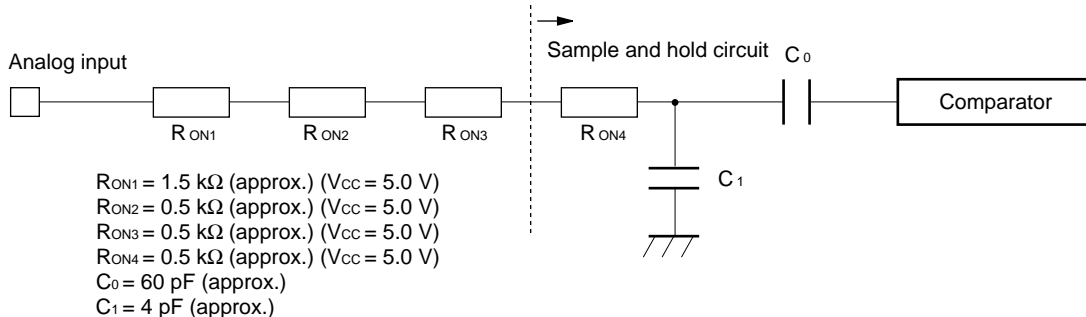 Sample and hold circuit
C0
Analog input
Comparator
RON1
RON2
RON3
RON4
C1
RON1 = 1.5 kΩ (approx.) (VCC = 5.0 V)
RON2 = 0.5 kΩ (approx.) (VCC = 5.0 V)
RON3 = 0.5 kΩ (approx.) (VCC = 5.0 V)
RON4 = 0.5 kΩ (approx.) (VCC = 5.0 V)
C0 = 60 pF (approx.)
C1 = 4 pF (approx.)